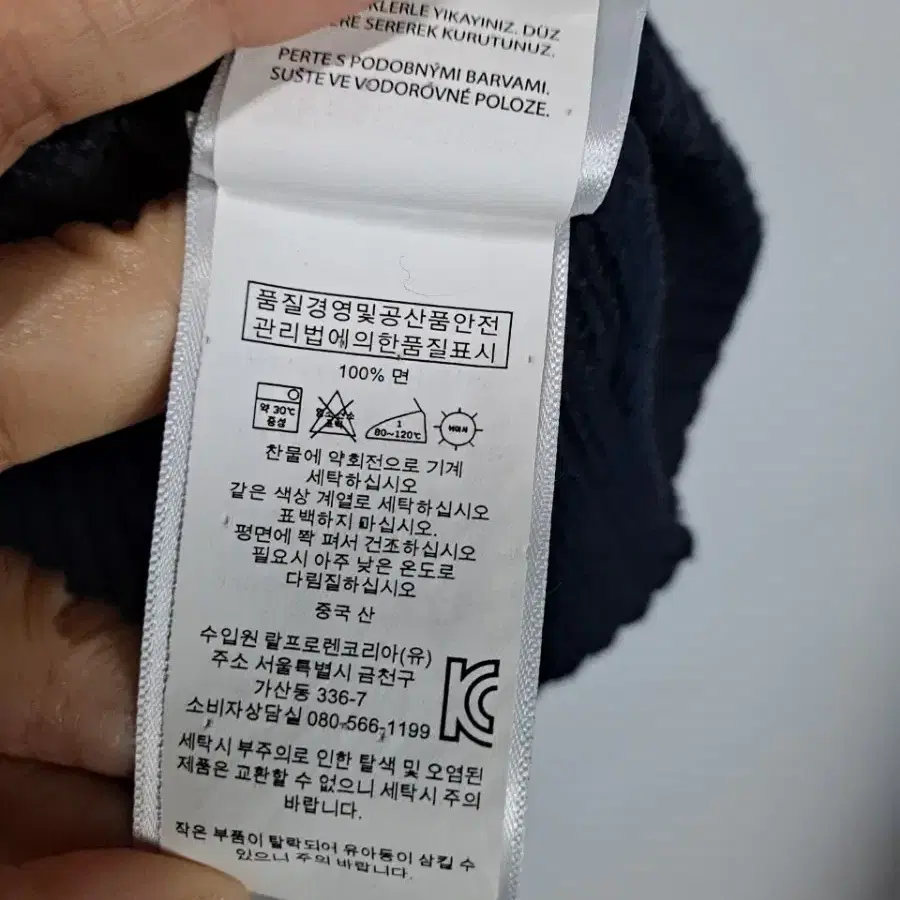 KLERLE YIKAYINIZ. DÜZ
ERE SEREREK KURUTUNUZ.
PERTE S PODOBNÝMI BARVAMI.
SUŠTE VE VODOROVNÉ POLOZE.
품질경영및공산품안전
관리법에의한품질표시
100% 면
약 30℃
중성
염소표백
1
80~120℃
뉘어서
찬물에 약회전으로 기계
세탁하십시오
같은 색상 계열로 세탁하십시오
표백하지 마십시오.
평면에 쫙 펴서 건조하십시오
필요시 아주 낮은 온도로
다림질하십시오
중국 산
수입원 랄프로렌코리아(유)
주소 서울특별시 금천구
가산동 336-7
소비자상담실 080-566-1199
세탁시 부주의로 인한 탈색 및 오염된
제품은 교환할 수 없으니 세탁시 주의
바랍니다.
작은 부품이 탈락되어 유아동이 삼킬 수
있으니 주의 바랍니다.